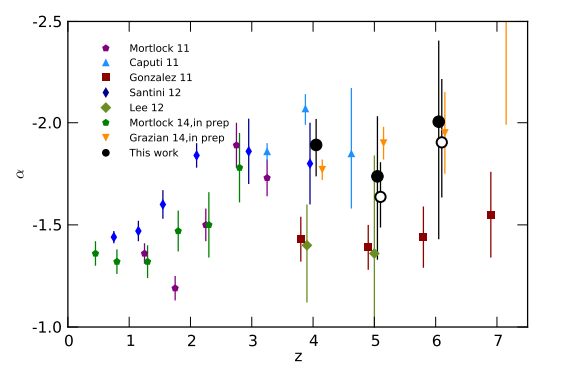 -2.5
-2.0
-1.5
-1.0
α
Mortlock 11
Caputi 11
Gonzalez 11
Santini 12
Lee 12
Mortlock 14,in prep
Grazian 14,in prep
This work
0 1 2 3 4 5 6 7
z